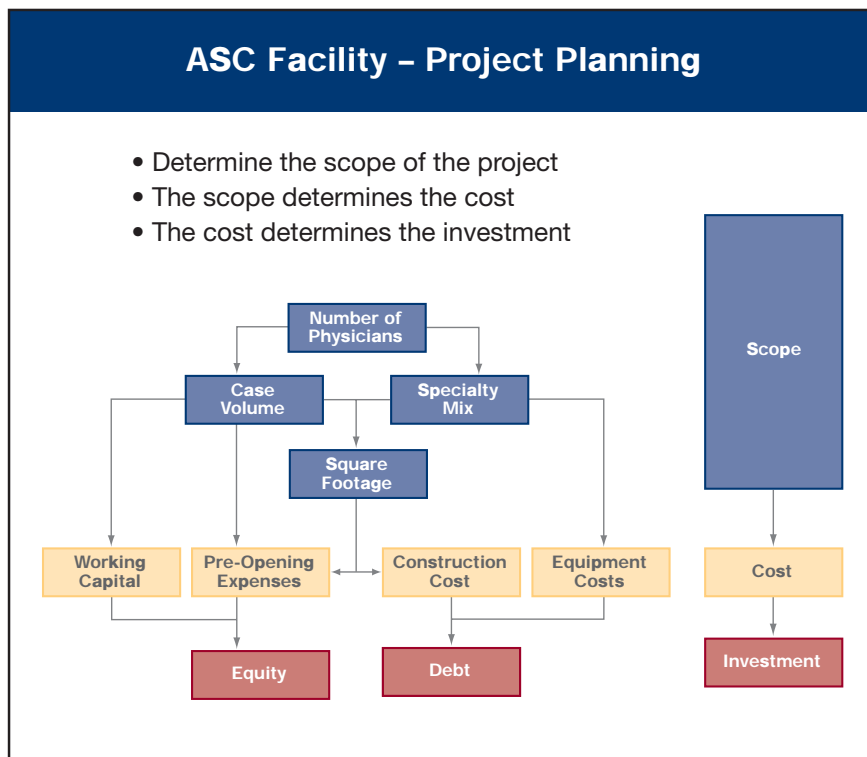 ASC Facility – Project Planning
• Determine the scope of the project
• The scope determines the cost
• The cost determines the investment
Number of
Physicians
Case
Volume
Specialty
Mix
Square
Footage
Working
Capital
Pre-Opening
Expenses
Construction
Cost
Equipment
Costs
Equity
Debt
Scope
Cost
Investment